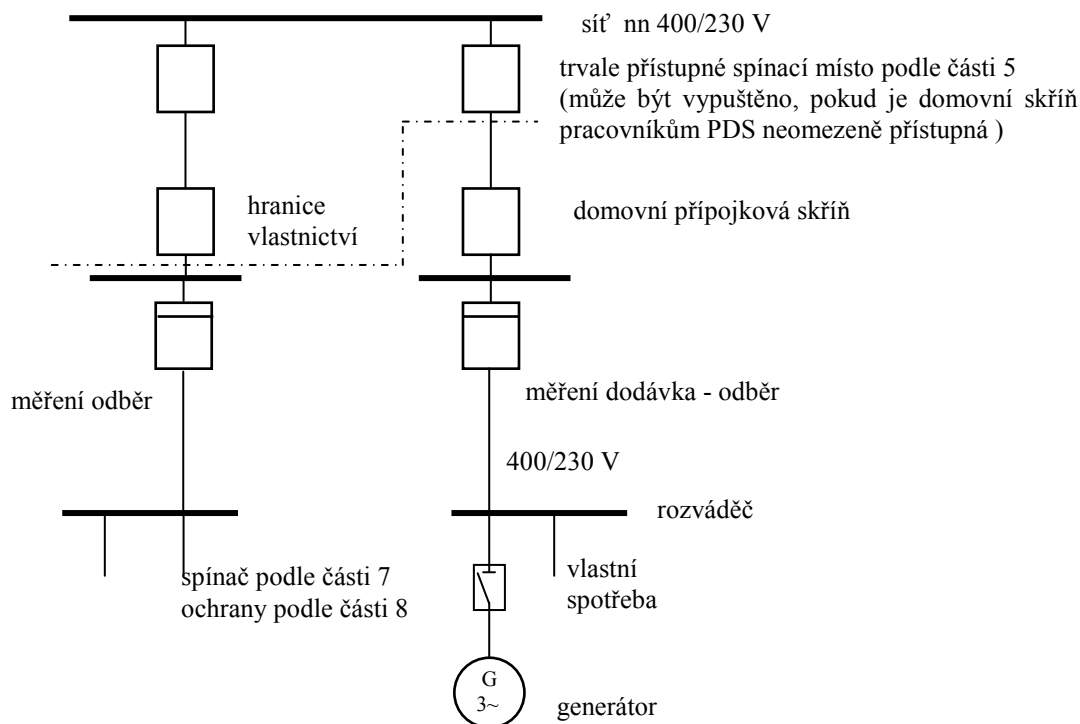 síť nn 400/230 V
trvale přístupné spínací místo podle části 5
(může být vypuštěno, pokud je domovní skříň
pracovníkům PDS neomezeně přístupná )
hranice
vlastnictví
domovní přípojková skříň
měření odběr
měření dodávka - odběr
400/230 V
rozváděč
spínač podle části 7
ochrany podle části 8
vlastní
spotřeba
G
3~
generátor